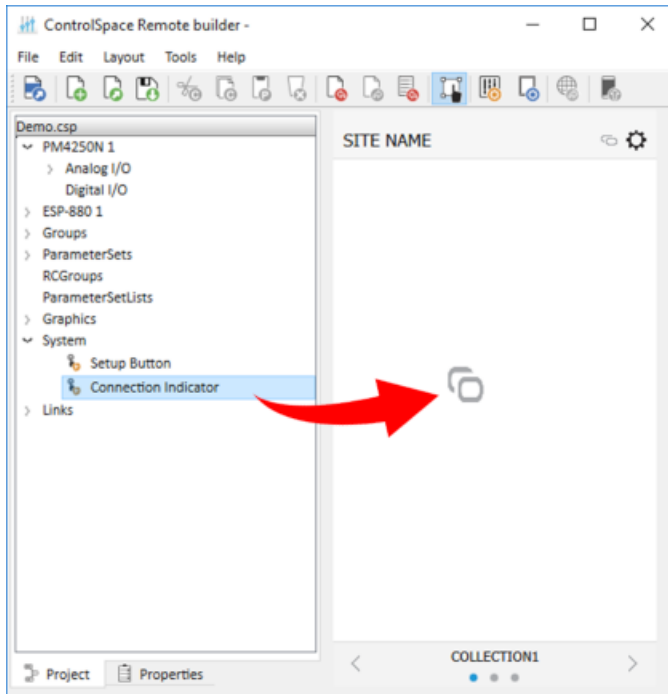 ControlSpace Remote builder -
File Edit Layout Tools Help
Demo.csp
PM4250N 1
Analog I/O
Digital I/O
ESP-880 1
Groups
ParameterSets
RCGroups
ParameterSetLists
Graphics
System
Setup Button
Connection Indicator
Links
SITE NAME
COLLECTION1
Project Properties